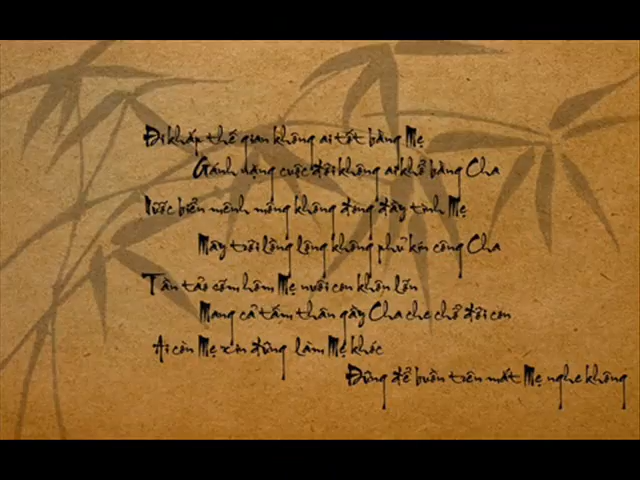 Đi khắp thế gian không ai tốt bằng Mẹ
Gánh nặng cuộc đời không ai khổ bằng Cha
Nước biển mênh mông không đong đầy tình Mẹ
Mây trời lồng lộng không phủ kín công Cha
Tần tảo sớm hôm Mẹ nuôi con khôn lớn
Mang cả tấm thân gầy Cha che chở đời con
Ai còn Mẹ xin đừng làm Mẹ khóc
Đừng để buồn trên mắt Mẹ nghe không